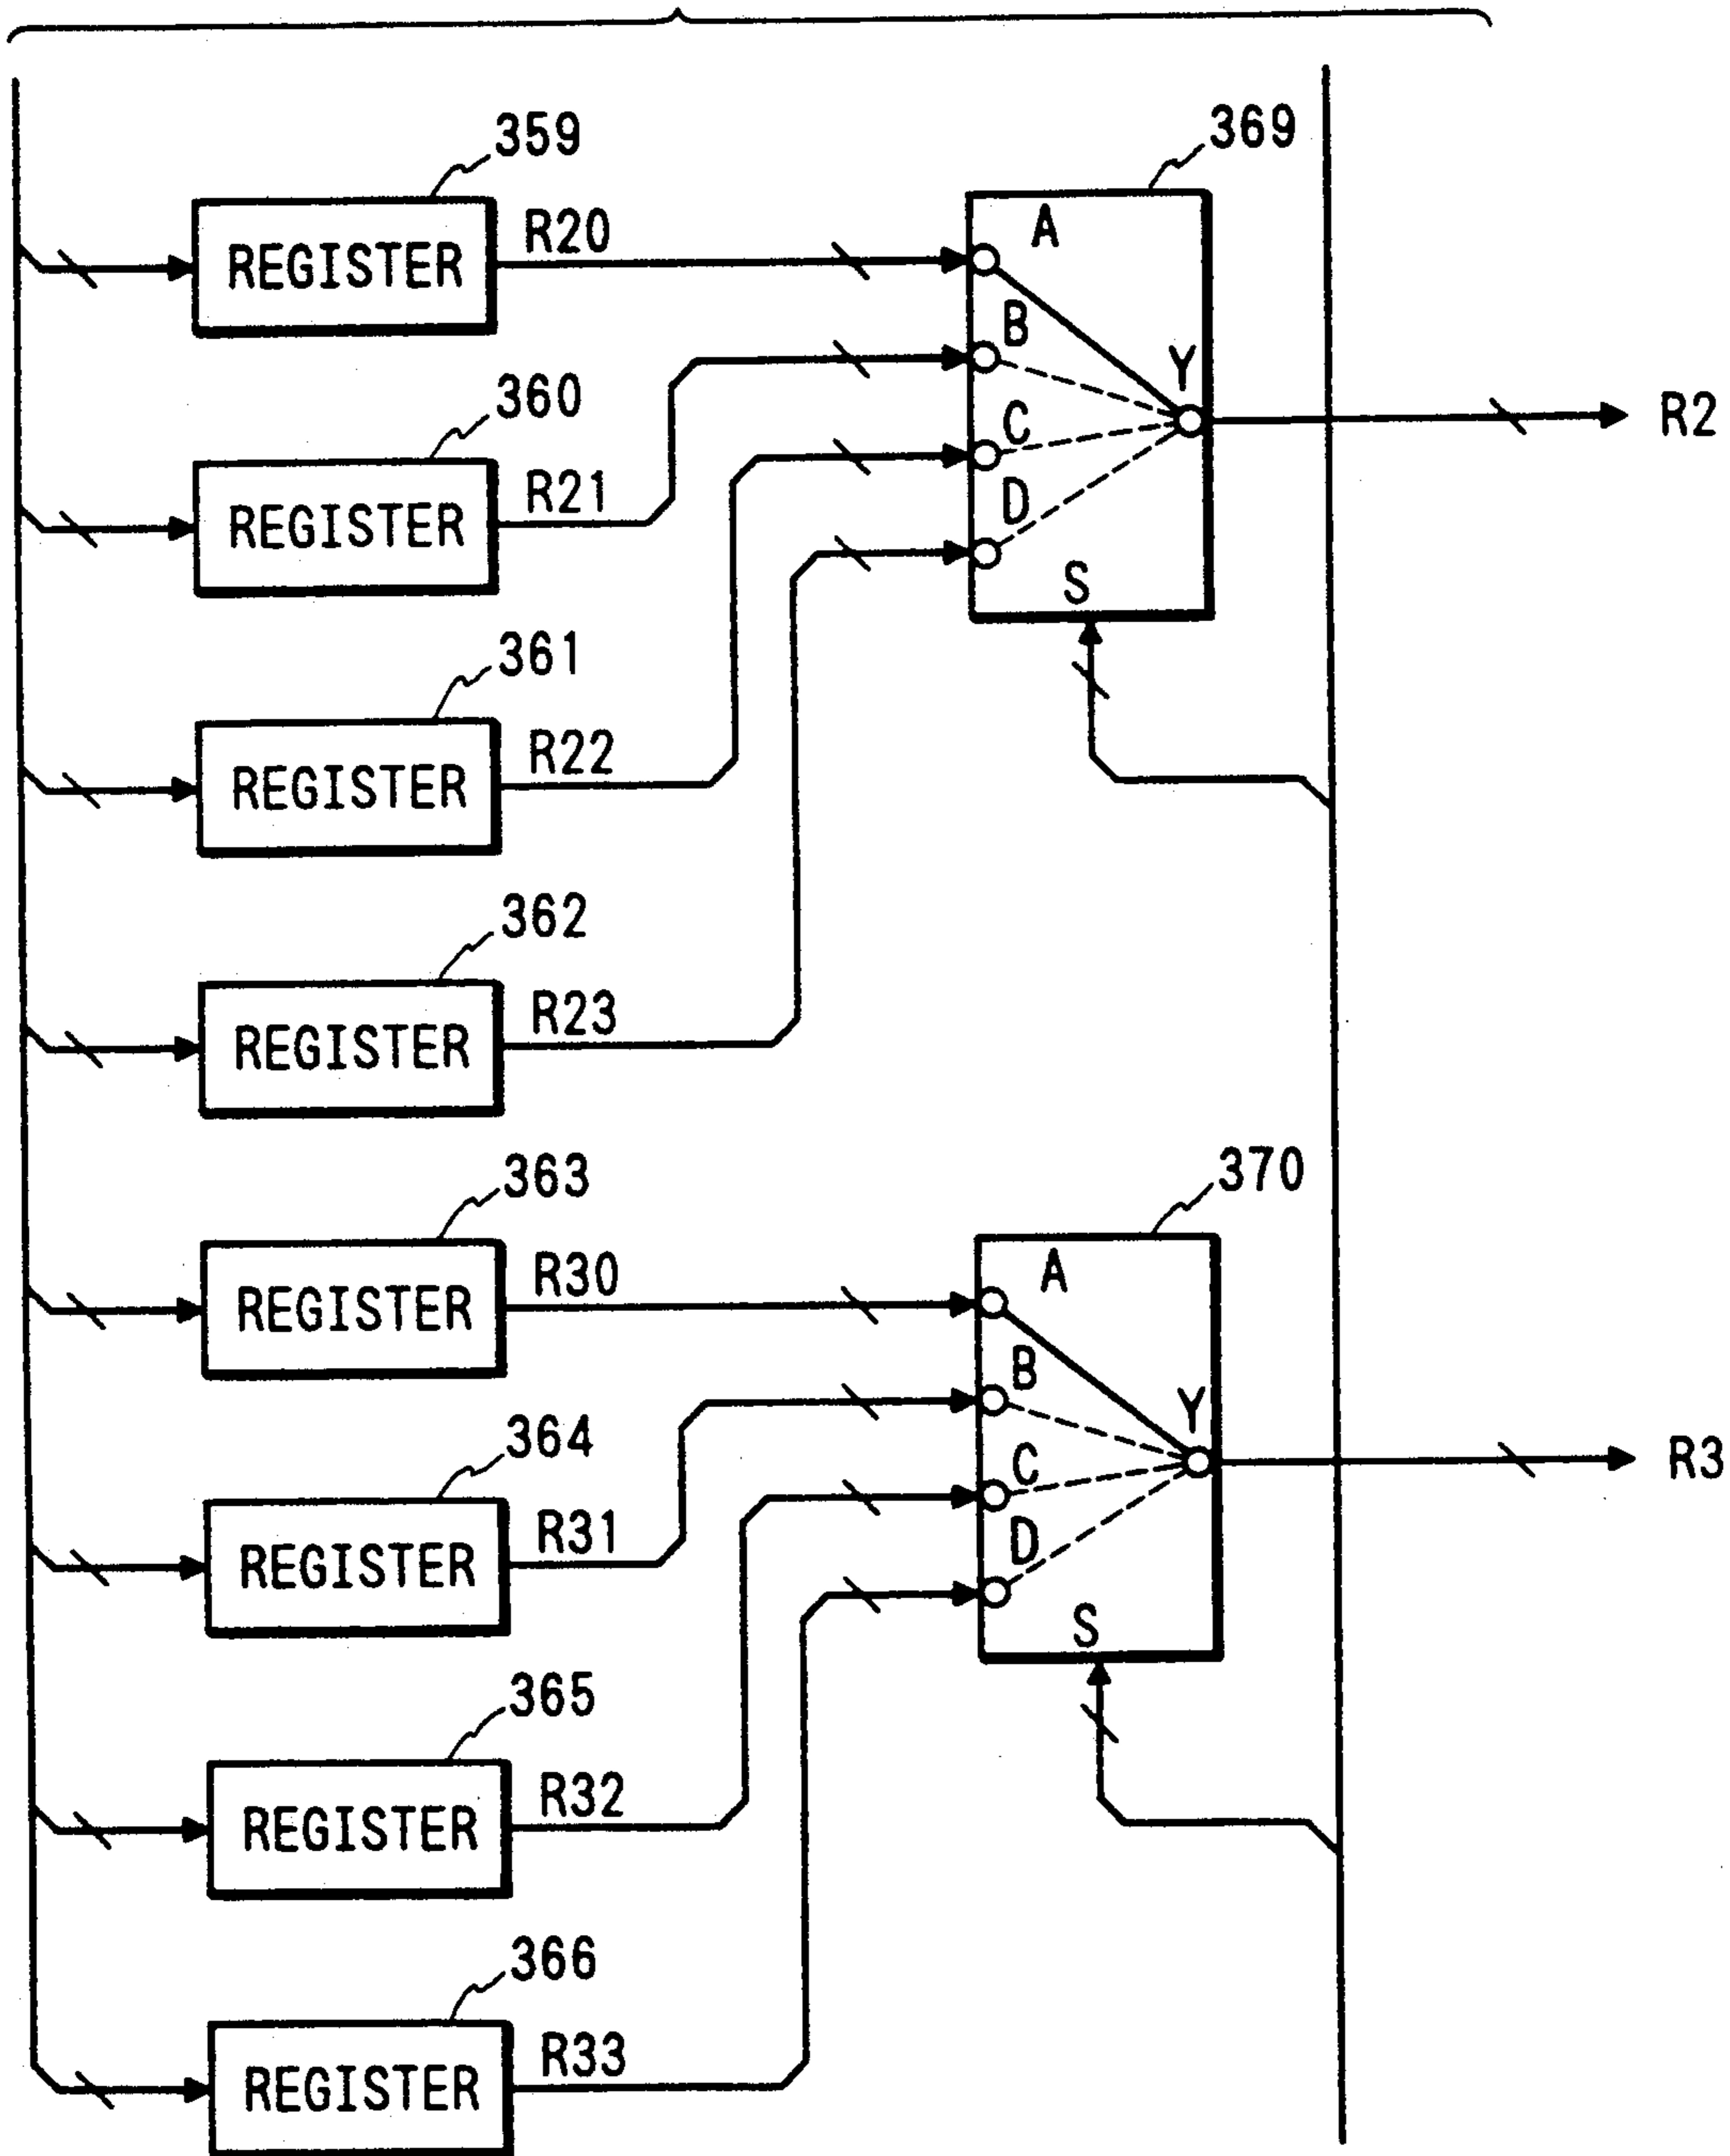 359
369
REGISTER
R20
A
B
Y
R2
360
REGISTER
R21
C
D
S
361
REGISTER
R22
362
REGISTER
R23
363
370
REGISTER
R30
A
B
Y
R3
364
REGISTER
R31
C
D
S
365
REGISTER
R32
366
REGISTER
R33